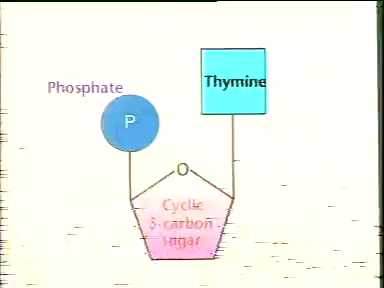 Phosphate
Thymine
P
O
Cyclic
5-carbon
sugar